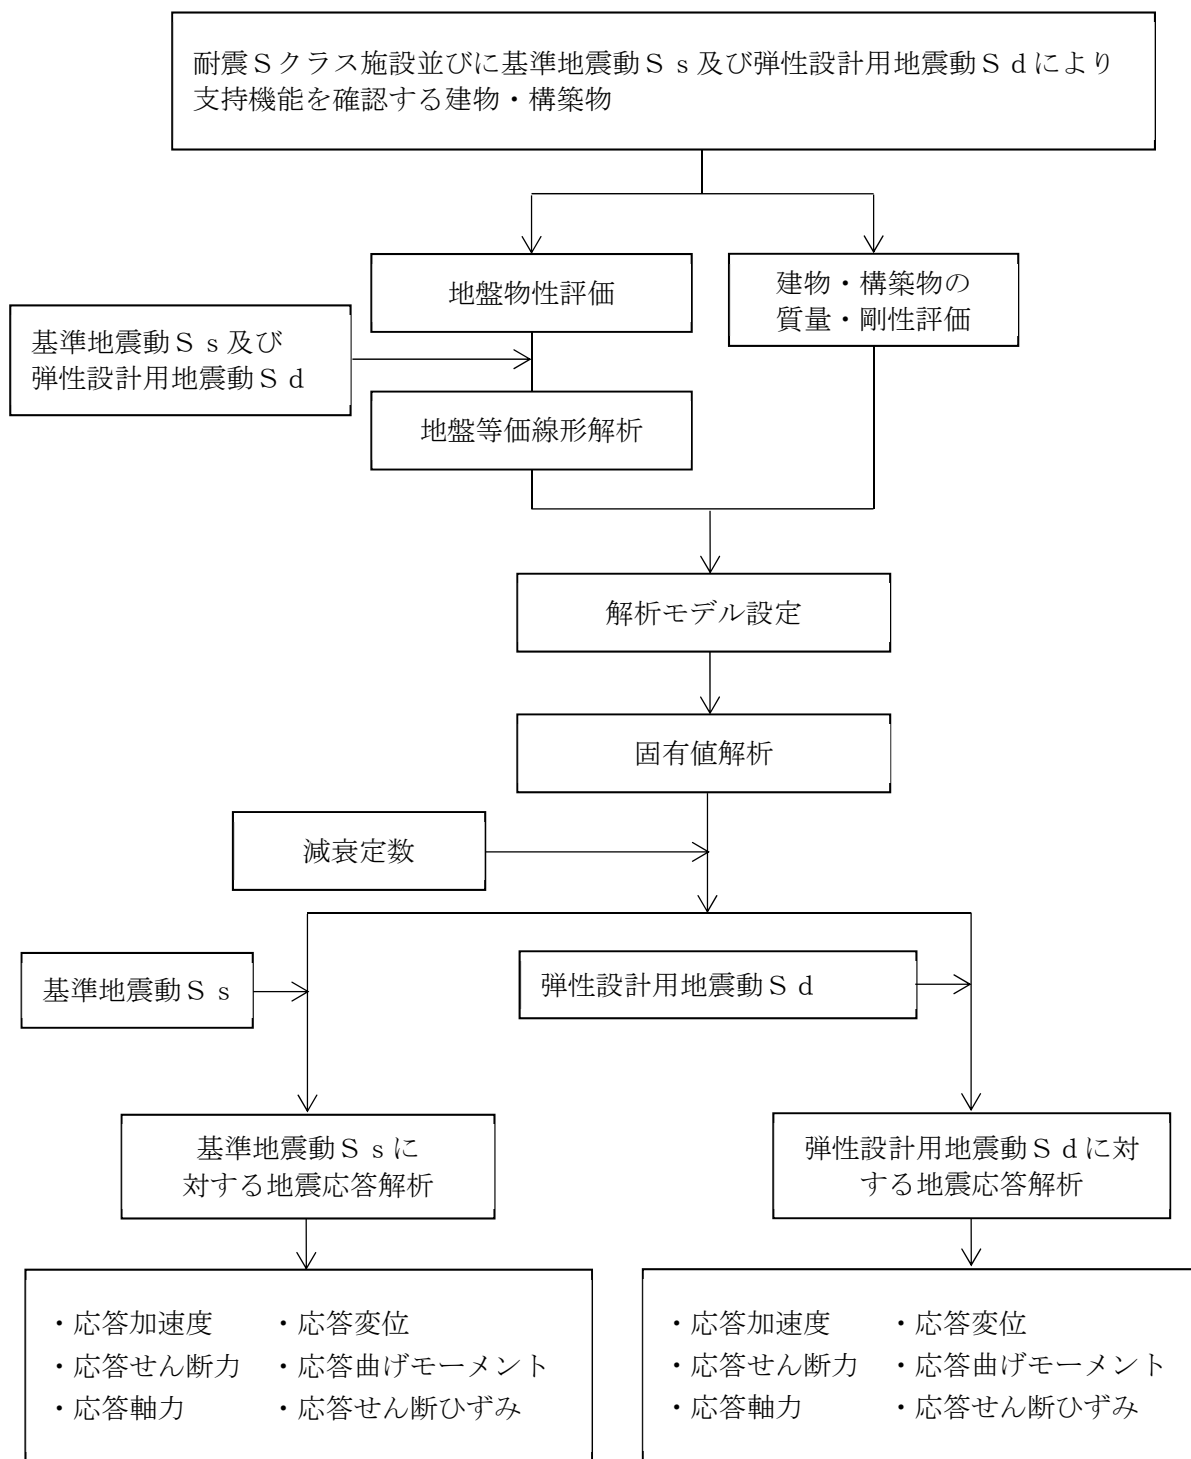 耐震Ｓクラス施設並びに基準地震動Ｓｓ及び弾性設計用地震動Ｓｄにより
支持機能を確認する建物・構築物
地盤物性評価
建物・構築物の
質量・剛性評価
基準地震動Ｓｓ及び
弾性設計用地震動Ｓｄ
地盤等価線形解析
解析モデル設定
固有値解析
減衰定数
基準地震動Ｓｓ
弾性設計用地震動Ｓｄ
基準地震動Ｓｓに
対する地震応答解析
弾性設計用地震動Ｓｄに対
する地震応答解析
・応答加速度　・応答変位
・応答せん断力　・応答曲げモーメント
・応答軸力　・応答せん断ひずみ
・応答加速度　・応答変位
・応答せん断力　・応答曲げモーメント
・応答軸力　・応答せん断ひずみ